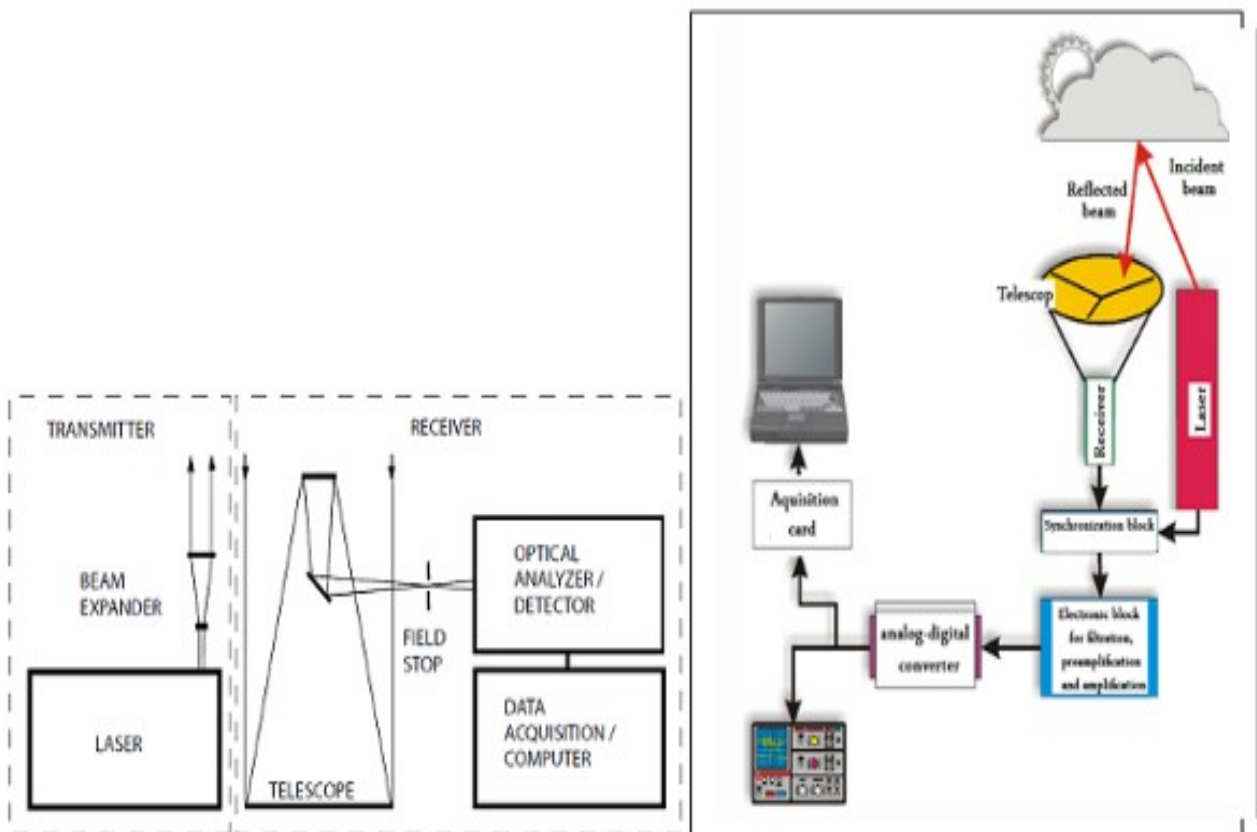 TRANSMITTER
BEAM
EXPANDER
LASER
RECEIVER
OPTICAL
ANALYZER /
DETECTOR
FIELD
STOP
DATA
ACQUISITION /
COMPUTER
TELESCOPE
Incident
beam
Reflected
beam
Telescop
Receiver
Laser
Aquisition
card
Synchronization block
Electronic block
for filtration,
preamplification
and amplification
analog-digital
converter